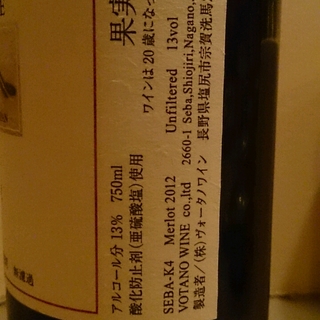 果実
ワインは20歳になっ
アルコール分 13% 750ml
酸化防止剤(亜硫酸塩)使用
SEBA-K4 Merlot 2012 Unfiltered 13vol
VOTANO WINE co.,ltd 2660-1 Seba,Shiojiri,Nagano,
製造者/(株)ヴォータノワイン 長野県塩尻市宗賀洗馬
無濾過